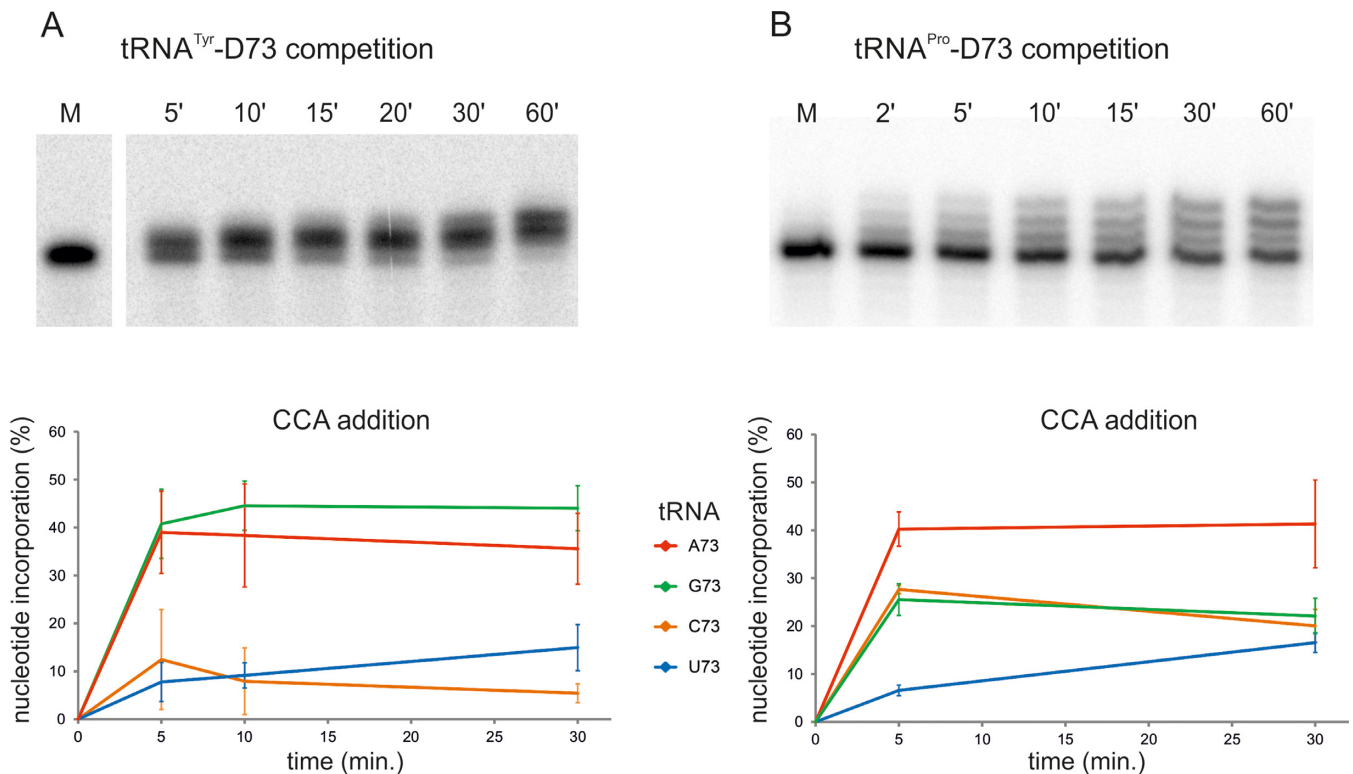 A
tRNATyr-D73 competition
M 5' 10' 15' 20' 30' 60'
CCA addition
nucleotide incorporation (%)
60
50
40
30
20
10
0
0 5 10 15 20 25 30
time (min.)
tRNA
A73
G73
C73
U73
B
tRNAPro-D73 competition
M 2' 5' 10' 15' 30' 60'
CCA addition
nucleotide incorporation (%)
60
50
40
30
20
10
0
0 5 10 15 20 25 30
time (min.)